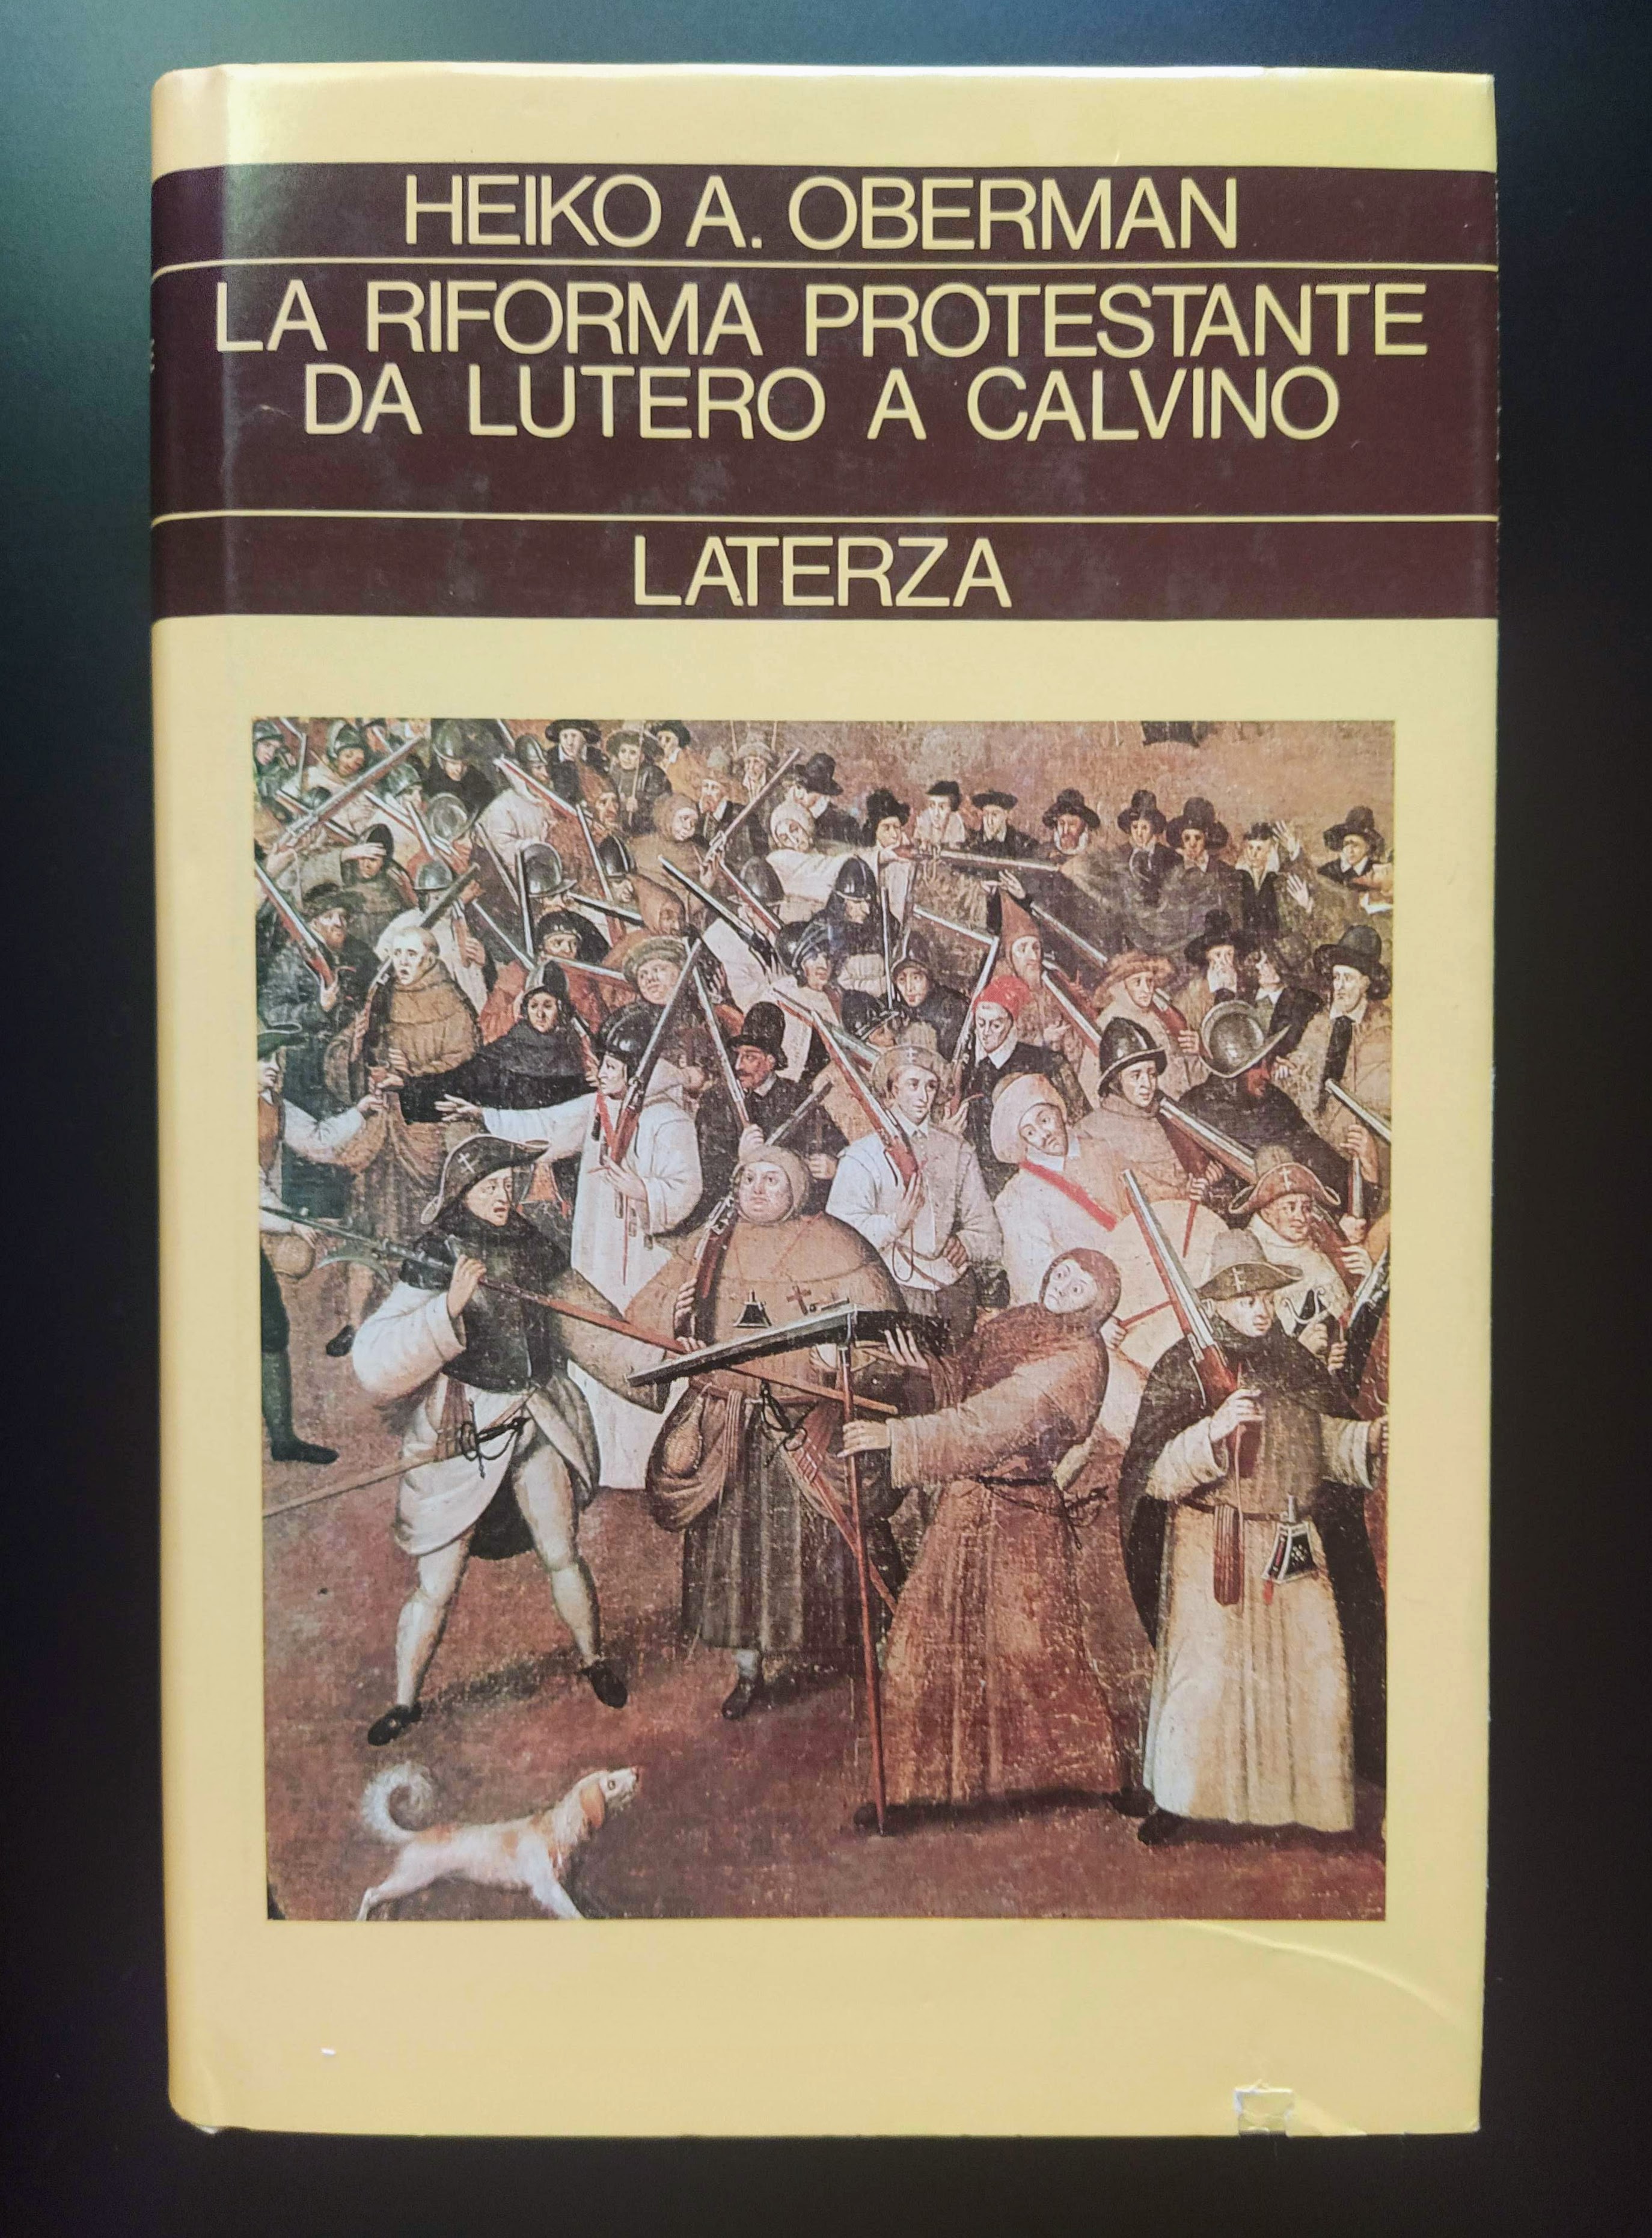 HEIKO A. OBERMAN
LA RIFORMA PROTESTANTE
DA LUTERO A CALVINO
LATERZA